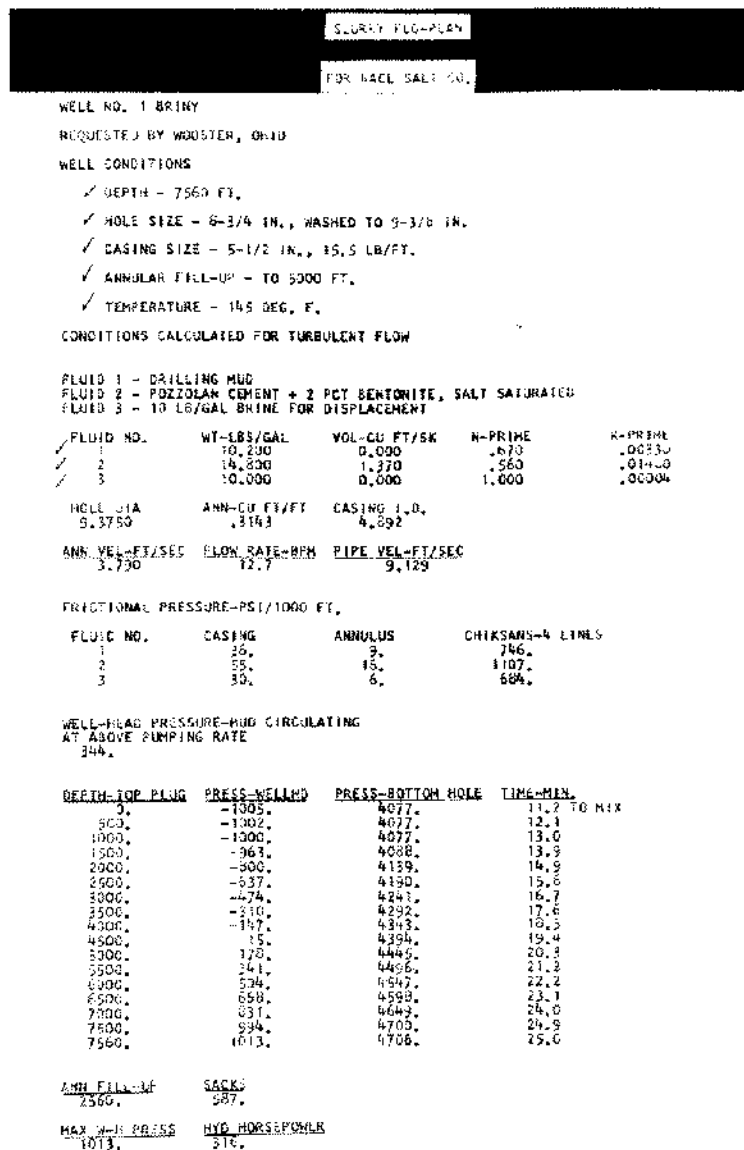 SLURRY FLO-PLAN
FOR NACL SALT CO.
WELL NO. 1 BRINY
REQUESTED BY WOOSTER, OHIO
WELL CONDITIONS
✓ DEPTH - 7560 FT.
✓ HOLE SIZE - 8-3/4 IN., WASHED TO 9-3/8 IN.
✓ CASING SIZE - 5-1/2 IN., 15.5 LB/FT.
✓ ANNULAR FILL-UP - TO 5000 FT.
✓ TEMPERATURE - 145 DEG. F.
CONDITIONS CALCULATED FOR TURBULENT FLOW
FLUID 1 - DRILLING MUD
FLUID 2 - POZZOLAN CEMENT + 2 PCT BENTONITE, SALT SATURATED
FLUID 3 - 10 LB/GAL BRINE FOR DISPLACEMENT
FLUID NO. WT-LBS/GAL VOL-CU FT/SK N-PRIME K-PRIME
✓ 1 10.200 0.000 .670 .00330
✓ 2 14.800 1.370 .560
✓ 3 10.000 0.000 1.000 .00004
HOLE DIA ANN-CU FT/FT CASING I.D.
9.3750 .3143 4.892
ANN VEL-FT/SEC FLOW RATE-BPM PIPE VEL-FT/SEC
3.790 12.7 9.129
FRICTIONAL PRESSURE-PSI/1000 FT.
FLUID NO. CASING ANNULUS CHIKSANS-4 LINES
1 36. 9. 746.
2 55. 16. 1107.
3 30. 6. 684.
WELL-HEAD PRESSURE-MUD CIRCULATING
AT ABOVE PUMPING RATE
344.
DEPTH-TOP PLUG PRESS-WELLHD PRESS-BOTTOM HOLE TIME-MIN.
0. -1005. 4077. 11.2 TO MIX
500. -1002. 4077. 12.1
1000. -1000. 4077. 13.0
1500. -963. 4088. 13.9
2000. -800. 4139. 14.9
2500. -637. 4190. 15.8
3000. -474. 4241. 16.7
3500. -310. 4292. 17.6
4000. -147. 4343. 18.5
4500. 15. 4394. 19.4
5000. 178. 4445. 20.3
5500. 341. 4496. 21.2
6000. 504. 4547. 22.2
6500. 668. 4598. 23.1
7000. 831. 4649. 24.0
7500. 994. 4700. 24.9
7560. 1013. 4706. 25.0
ANN FILL-UP SACKS
2560. 587.
MAX W-H PRESS HYD HORSEPOWER
1013. 316.